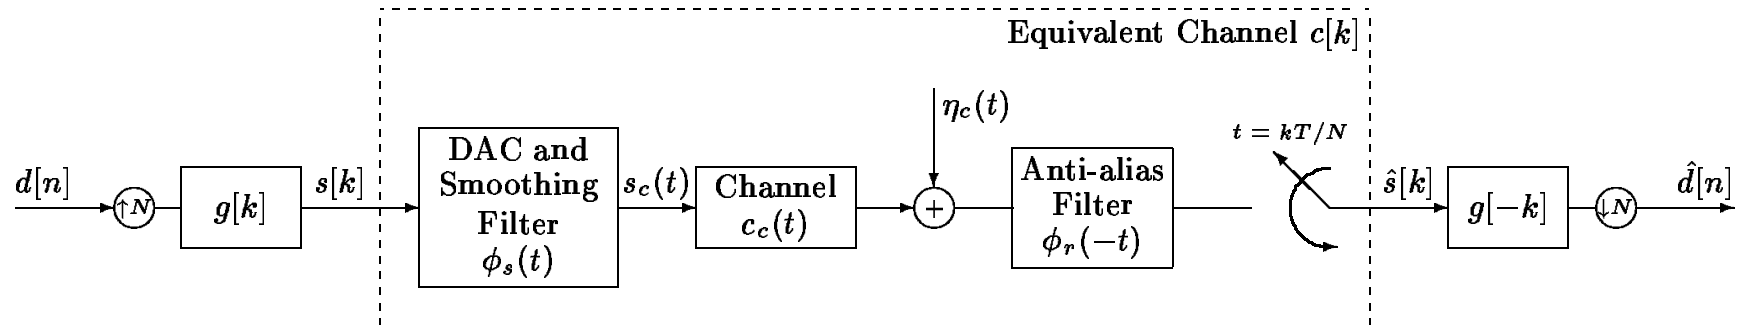 Equivalent Channel c[k]
d[n]
↑N
g[k]
s[k]
DAC and
Smoothing
Filter
ϕ_s(t)
s_c(t)
Channel
c_c(t)
η_c(t)
+
Anti-alias
Filter
ϕ_r(−t)
t = kT/N
ŝ[k]
g[−k]
↓N
d̂[n]